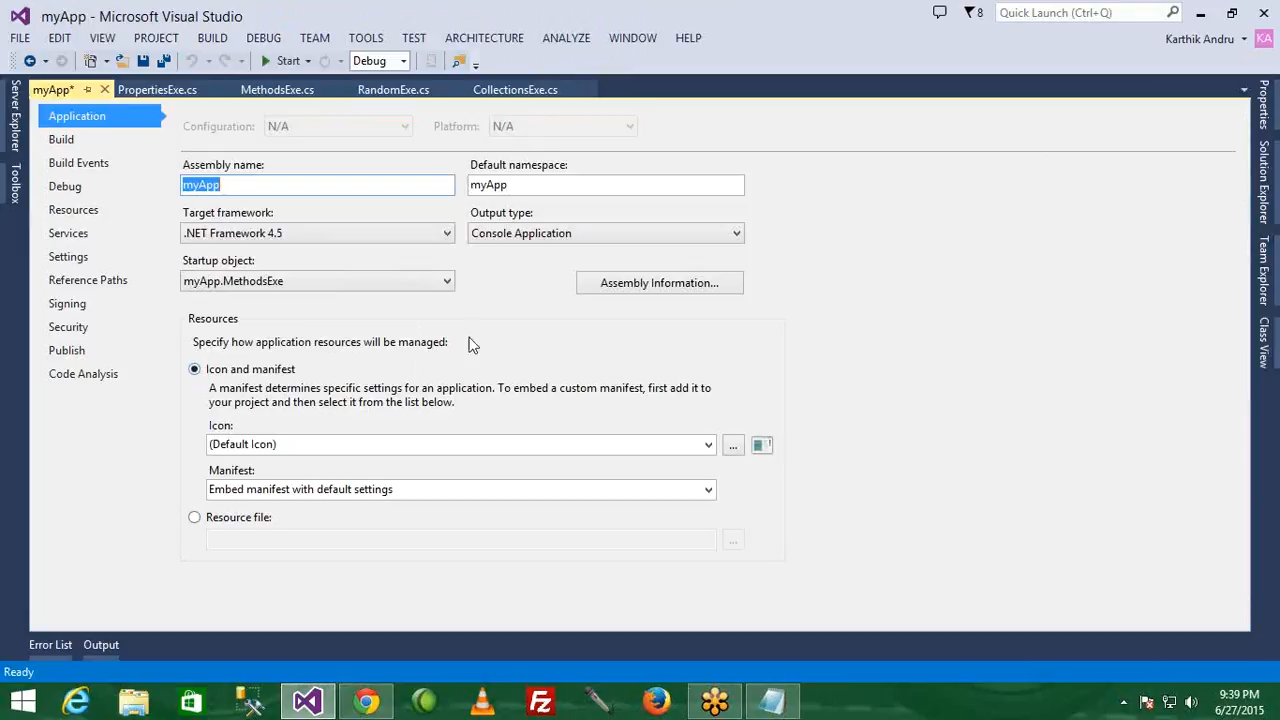 myApp - Microsoft Visual Studio
8
Quick Launch (Ctrl+Q)
FILE EDIT VIEW PROJECT BUILD DEBUG TEAM TOOLS TEST ARCHITECTURE ANALYZE WINDOW HELP
Karthik Andru KA
Start Debug
myApp* PropertiesExe.cs MethodsExe.cs RandomExe.cs CollectionsExe.cs
Server Explorer
Toolbox
Application
Build
Build Events
Debug
Resources
Services
Settings
Reference Paths
Signing
Security
Publish
Code Analysis
Configuration: N/A Platform: N/A
Assembly name: Default namespace:
myApp myApp
Target framework: Output type:
.NET Framework 4.5 Console Application
Startup object:
myApp.MethodsExe Assembly Information...
Resources
Specify how application resources will be managed:
Icon and manifest
A manifest determines specific settings for an application. To embed a custom manifest, first add it to
your project and then select it from the list below.
Icon:
(Default Icon) ...
Manifest:
Embed manifest with default settings
Resource file:
...
Properties
Solution Explorer
Team Explorer
Class View
Error List Output
Ready
9:39 PM
6/27/2015